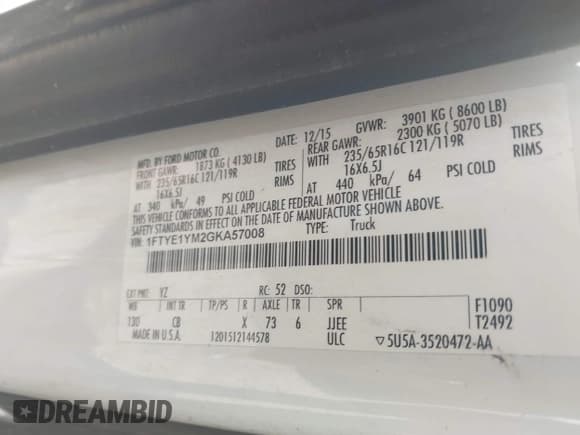 MFD. BY FORD MOTOR CO.
DATE: 12/15 GVWR: 3901 KG ( 8600 LB)
FRONT GAWR: 1873 KG ( 4130 LB) REAR GAWR: 2300 KG ( 5070 LB)
WITH 235/65R16C 121/119R TIRES WITH 235/65R16C 121/119R TIRES
16X6.5J RIMS 16X6.5J RIMS
AT 340 kPa/ 49 PSI COLD AT 440 kPa/ 64 PSI COLD
THIS VEHICLE CONFORMS TO ALL APPLICABLE FEDERAL MOTOR VEHICLE
SAFETY STANDARDS IN EFFECT ON THE DATE OF MANUFACTURE SHOWN ABOVE.
VIN: 1FTYE1YM2GKA57008 TYPE: Truck
EXT PNT: YZ RC: 52 DSO:
WB INT TR TP/PS R AXLE TR SPR F1090
130 CB X 73 6 JJEE T2492
MADE IN U.S.A. 1201512144578 ULC ▽5U5A-3520472-AA
DREAMBID